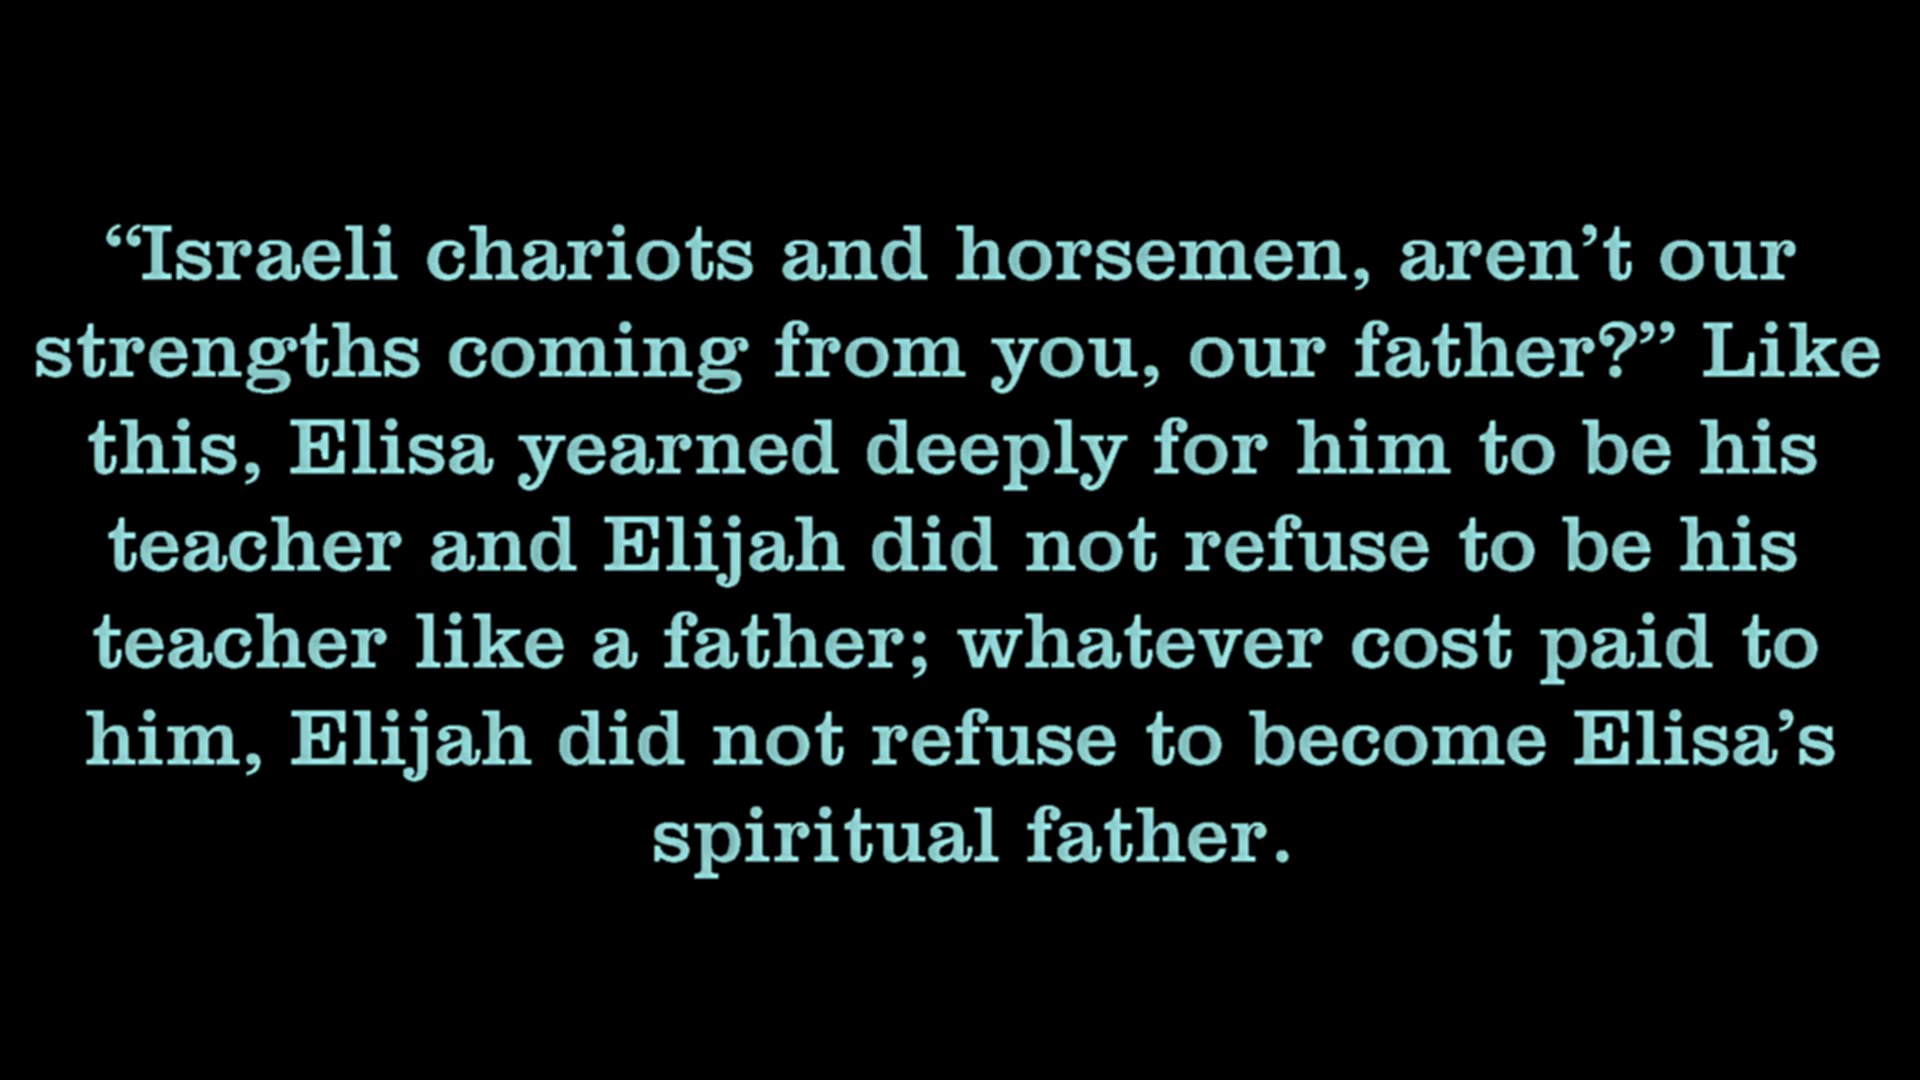 “Israeli chariots and horsemen, aren’t our
strengths coming from you, our father?” Like
this, Elisa yearned deeply for him to be his
teacher and Elijah did not refuse to be his
teacher like a father; whatever cost paid to
him, Elijah did not refuse to become Elisa’s
spiritual father.